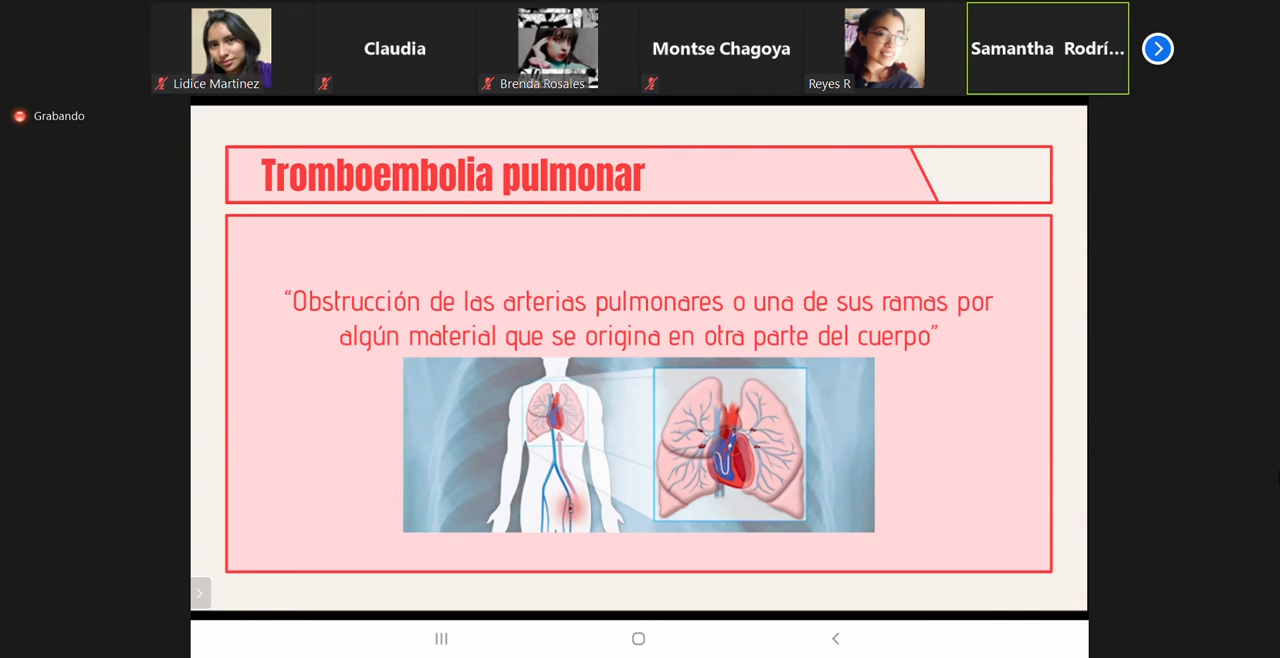 Claudia
Montse Chagoya
Samantha Rodrí...
Lidice Martinez
Brenda Rosales
Reyes R
Grabando
Tromboembolia pulmonar
“Obstrucción de las arterias pulmonares o una de sus ramas por
algún material que se origina en otra parte del cuerpo”